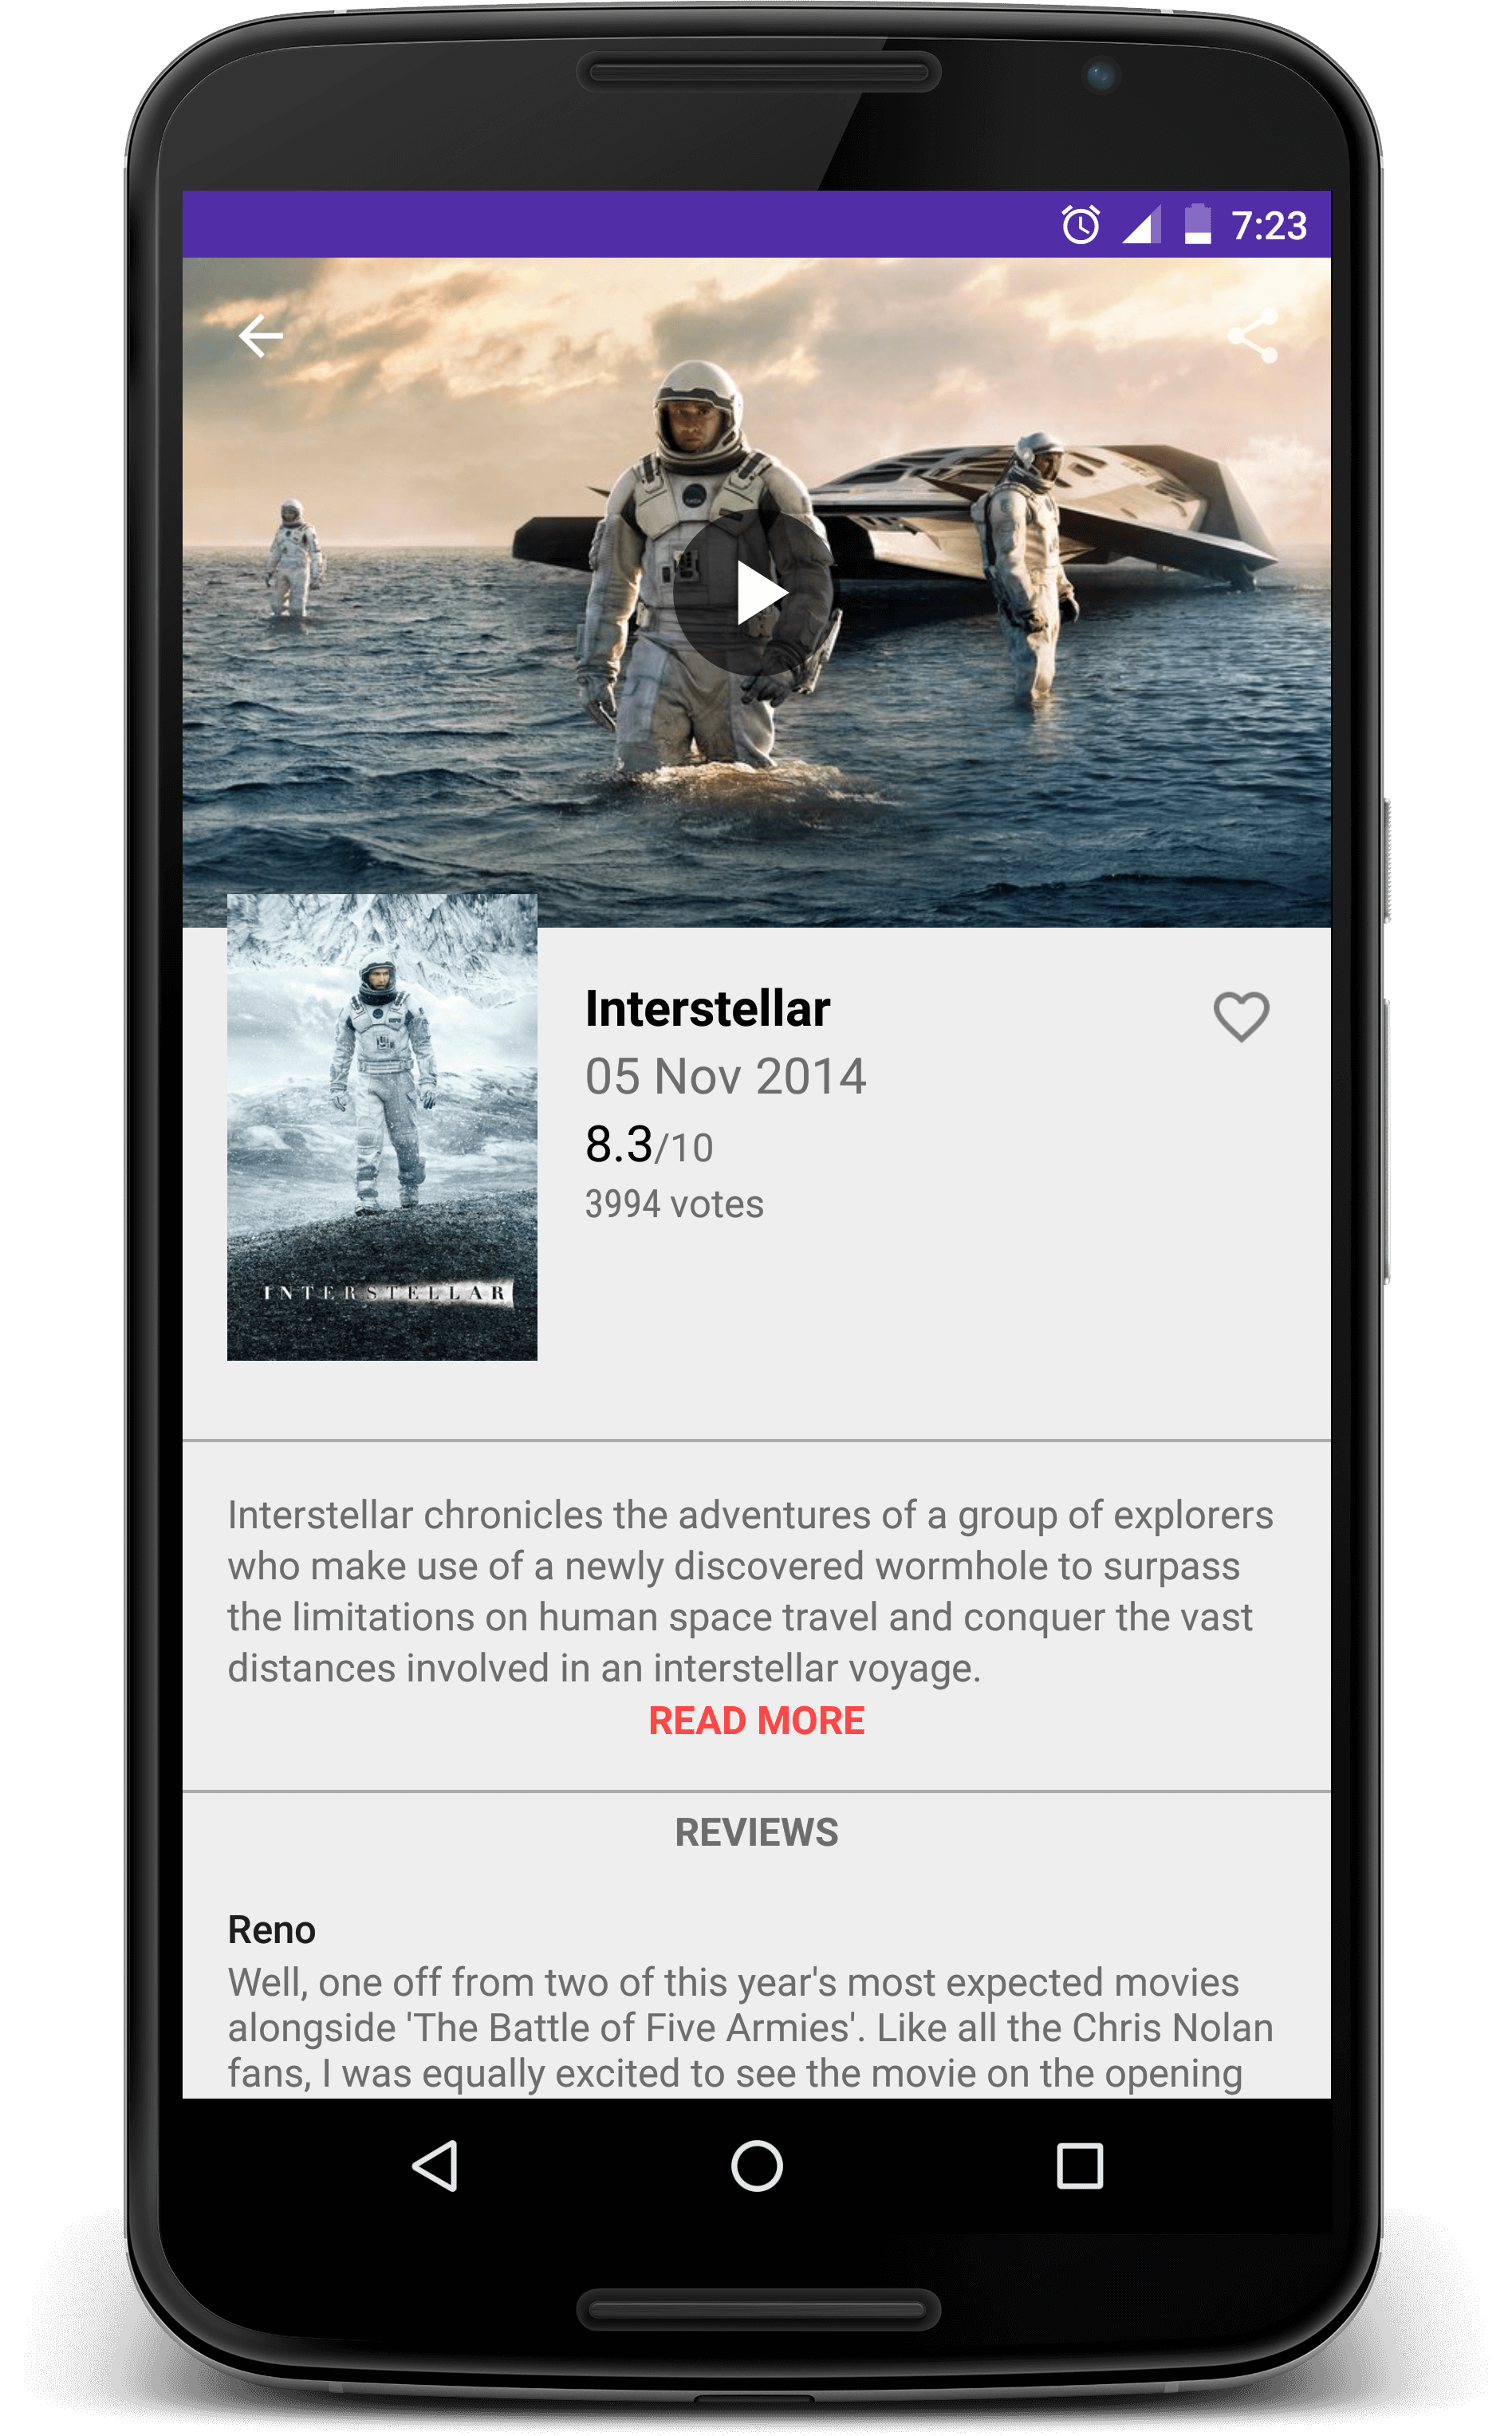 7:23
INTERSTELLAR
Interstellar
05 Nov 2014
8.3/10
3994 votes
Interstellar chronicles the adventures of a group of explorers
who make use of a newly discovered wormhole to surpass
the limitations on human space travel and conquer the vast
distances involved in an interstellar voyage.
READ MORE
REVIEWS
Reno
Well, one off from two of this year's most expected movies
alongside 'The Battle of Five Armies'. Like all the Chris Nolan
fans, I was equally excited to see the movie on the opening